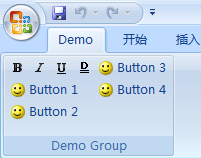 Demo 开始 插入
B I U D Button 3
Button 1 Button 4
Button 2
Demo Group